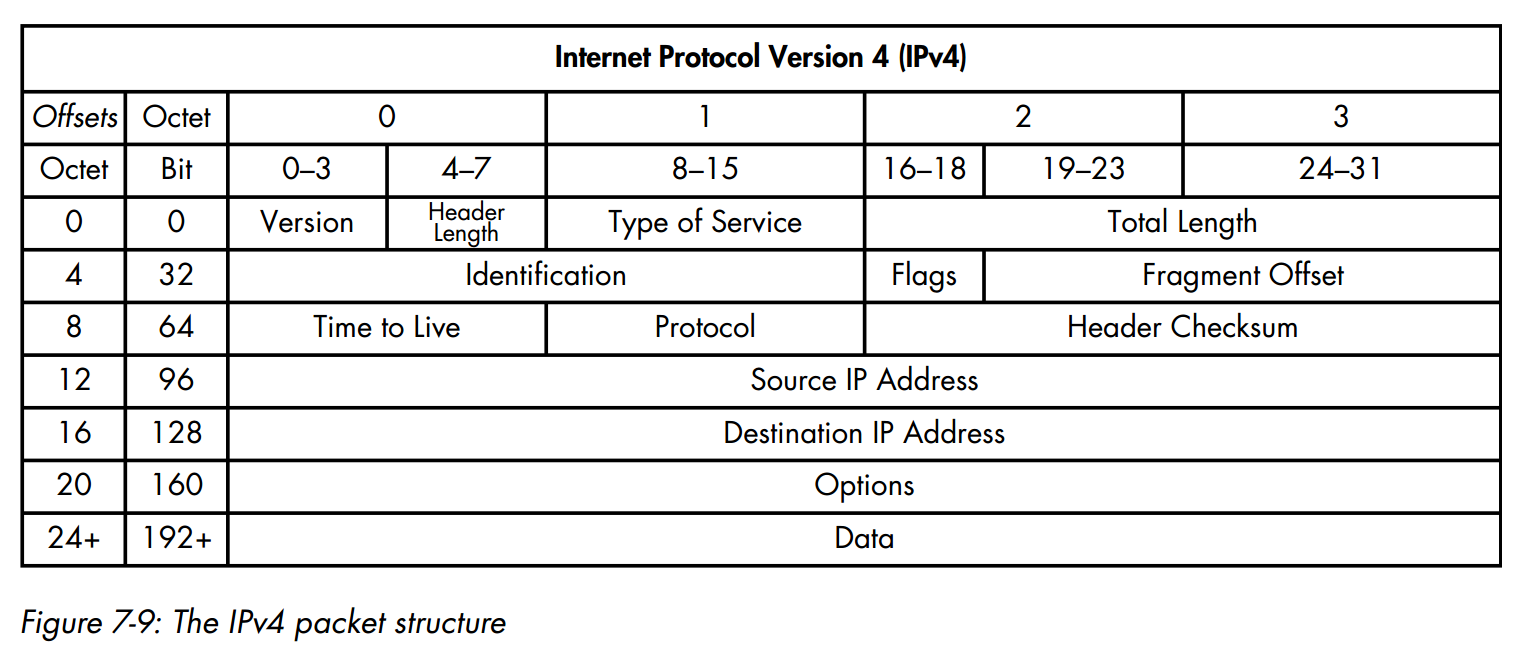 Internet Protocol Version 4 (IPv4)
Offsets Octet 0 1 2 3
Octet Bit 0–3 4–7 8–15 16–18 19–23 24–31
0 0 Version Header Length Type of Service Total Length
4 32 Identification Flags Fragment Offset
8 64 Time to Live Protocol Header Checksum
12 96 Source IP Address
16 128 Destination IP Address
20 160 Options
24+ 192+ Data
Figure 7-9: The IPv4 packet structure